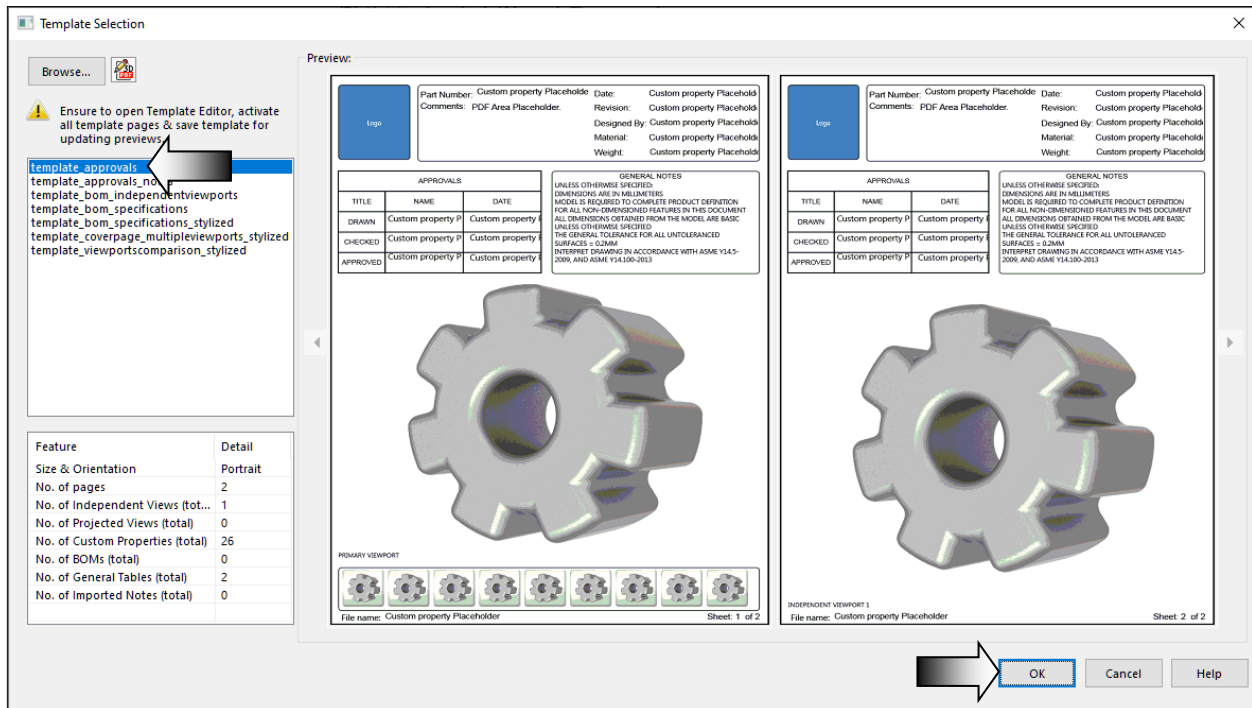 Template Selection
Browse...
3D
PDF
Ensure to open Template Editor, activate
all template pages & save template for
updating previews.
template_approvals
template_bom_independentviewports
template_bom_specifications
template_bom_specifications_stylized
template_coverpage_multipleviewports_stylized
template_viewportscomparison_stylized
Feature Detail
Size & Orientation Portrait
No. of pages 2
No. of Independent Views (tot... 1
No. of Projected Views (total) 0
No. of Custom Properties (total) 26
No. of BOMs (total) 0
No. of General Tables (total) 2
No. of Imported Notes (total) 0
Preview:
Logo
Part Number: Custom property Placeholde
Comments: PDF Area Placeholder.
Date: Custom property Placehold
Revision: Custom property Placehold
Designed By: Custom property Placehold
Material: Custom property Placehold
Weight: Custom property Placehold
APPROVALS
TITLE NAME DATE
DRAWN Custom property P Custom property
CHECKED Custom property P Custom property
APPROVED Custom property P Custom property
GENERAL NOTES
UNLESS OTHERWISE SPECIFIED:
DIMENSIONS ARE IN MILLIMETERS
MODEL IS REQUIRED TO COMPLETE PRODUCT DEFINITION
FOR ALL NON-DIMENSIONED FEATURES IN THIS DOCUMENT
ALL DIMENSIONS OBTAINED FROM THE MODEL ARE BASIC
UNLESS OTHERWISE SPECIFIED
THE GENERAL TOLERANCE FOR ALL UNTOLERANCED
SURFACES = 0.2MM
INTERPRET DRAWING IN ACCORDANCE WITH ASME Y14.5-
2009, AND ASME Y14.100-2013
PRIMARY VIEWPORT
File name: Custom property Placeholder Sheet: 1 of 2
Logo
Part Number: Custom property Placeholde
Comments: PDF Area Placeholder.
Date: Custom property Placehold
Revision: Custom property Placehold
Designed By: Custom property Placehold
Material: Custom property Placehold
Weight: Custom property Placehold
APPROVALS
TITLE NAME DATE
DRAWN Custom property P Custom property
CHECKED Custom property P Custom property
APPROVED Custom property P Custom property
GENERAL NOTES
UNLESS OTHERWISE SPECIFIED:
DIMENSIONS ARE IN MILLIMETERS
MODEL IS REQUIRED TO COMPLETE PRODUCT DEFINITION
FOR ALL NON-DIMENSIONED FEATURES IN THIS DOCUMENT
ALL DIMENSIONS OBTAINED FROM THE MODEL ARE BASIC
UNLESS OTHERWISE SPECIFIED
THE GENERAL TOLERANCE FOR ALL UNTOLERANCED
SURFACES = 0.2MM
INTERPRET DRAWING IN ACCORDANCE WITH ASME Y14.5-
2009, AND ASME Y14.100-2013
INDEPENDENT VIEWPORT 1
File name: Custom property Placeholder Sheet: 2 of 2
OK Cancel Help